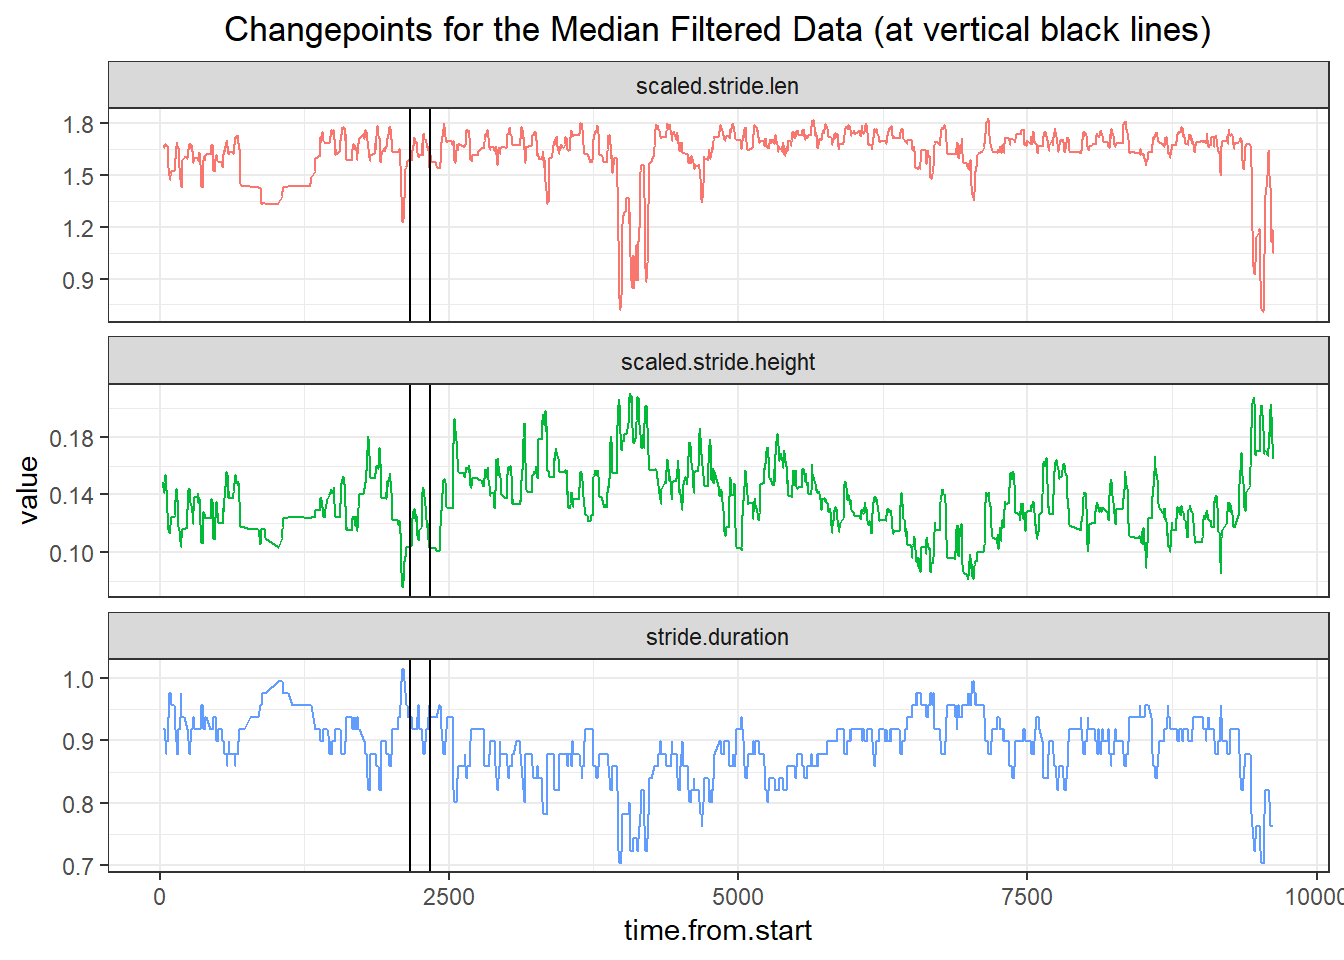 Changepoints for the Median Filtered Data (at vertical black lines)
scaled.stride.len
1.8
1.5
1.2
0.9
scaled.stride.height
0.18
0.14
0.10
value
stride.duration
1.0
0.9
0.8
0.7
0 2500 5000 7500 10000
time.from.start